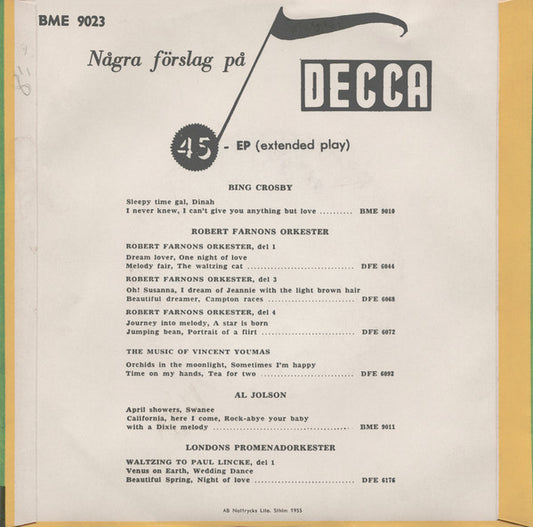 BME 9023
Några förslag på
DECCA
45 - EP (extended play)
BING CROSBY
Sleepy time gal, Dinah
I never knew, I can't give you anything but love .......... BME 9010
ROBERT FARNONS ORKESTER
ROBERT FARNONS ORKESTER, del 1
Dream lover, One night of love
Melody fair, The waltzing cat .............................. DFE 6044
ROBERT FARNONS ORKESTER, del 3
Oh! Susanna, I dream of Jeannie with the light brown hair
Beautiful dreamer, Campton races .......................... DFE 6068
ROBERT FARNONS ORKESTER, del 4
Journey into melody, A star is born
Jumping bean, Portrait of a flirt ............................ DFE 6072
THE MUSIC OF VINCENT YOUMAS
Orchids in the moonlight, Sometimes I'm happy
Time on my hands, Tea for two ............................ DFE 6092
AL JOLSON
April showers, Swanee
California, here I come, Rock-abye your baby
with a Dixie melody ........................................ BME 9011
LONDONS PROMENADORKESTER
WALTZING TO PAUL LINCKE, del 1
Venus on Earth, Wedding Dance
Beautiful Spring, Night of love ............................ DFE 6176
AB Nottrycks Lito. Sthlm 1955